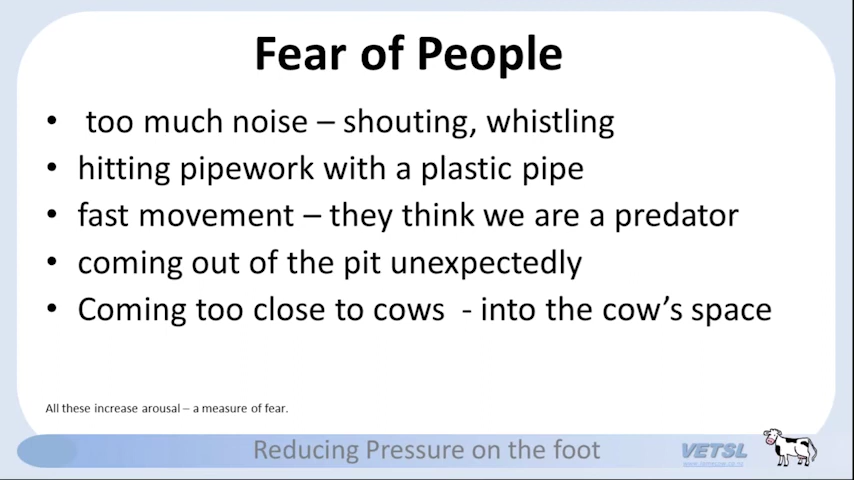 Fear of People
• too much noise – shouting, whistling
• hitting pipework with a plastic pipe
• fast movement – they think we are a predator
• coming out of the pit unexpectedly
• Coming too close to cows - into the cow's space
All these increase arousal – a measure of fear.
Reducing Pressure on the foot
VETSL